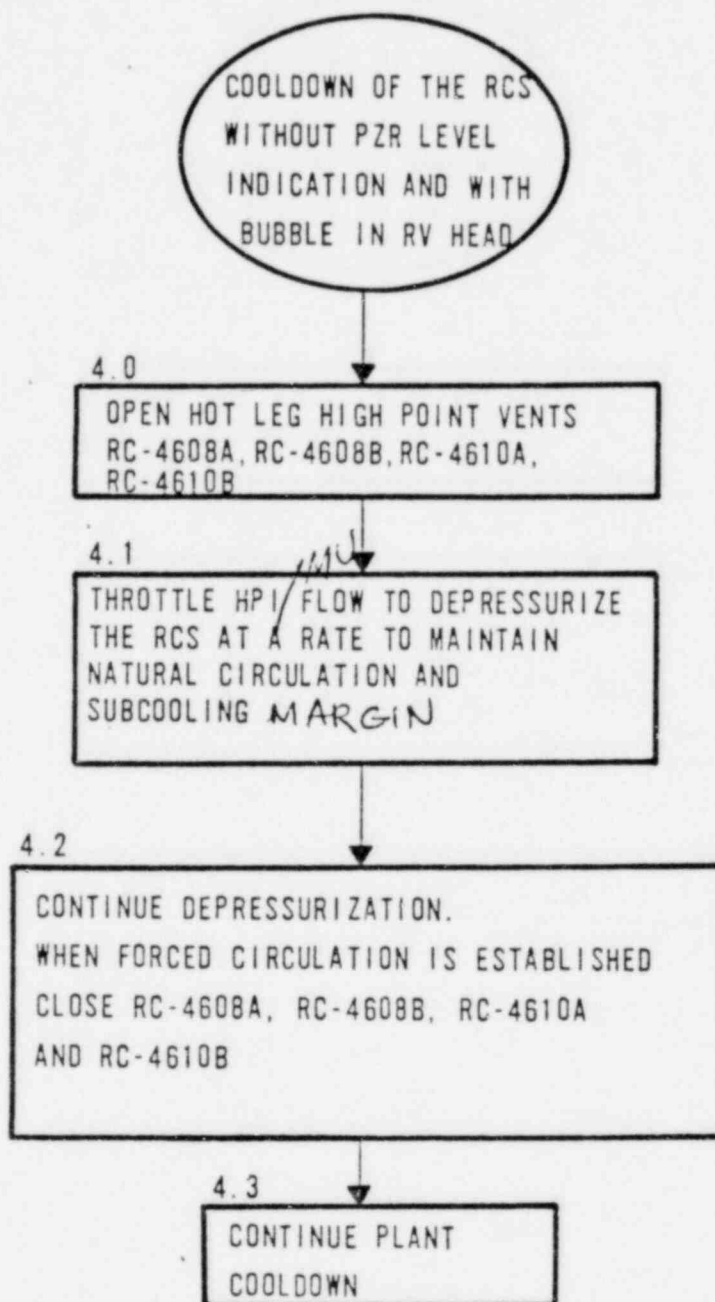 COOLDOWN OF THE RCS
WITHOUT PZR LEVEL
INDICATION AND WITH
BUBBLE IN RV HEAD
4.0
OPEN HOT LEG HIGH POINT VENTS
RC-4608A, RC-4608B, RC-4610A,
RC-4610B
4.1
THROTTLE HPI/MU FLOW TO DEPRESSURIZE
THE RCS AT A RATE TO MAINTAIN
NATURAL CIRCULATION AND
SUBCOOLING MARGIN
4.2
CONTINUE DEPRESSURIZATION.
WHEN FORCED CIRCULATION IS ESTABLISHED
CLOSE RC-4608A, RC-4608B, RC-4610A
AND RC-4610B
4.3
CONTINUE PLANT
COOLDOWN